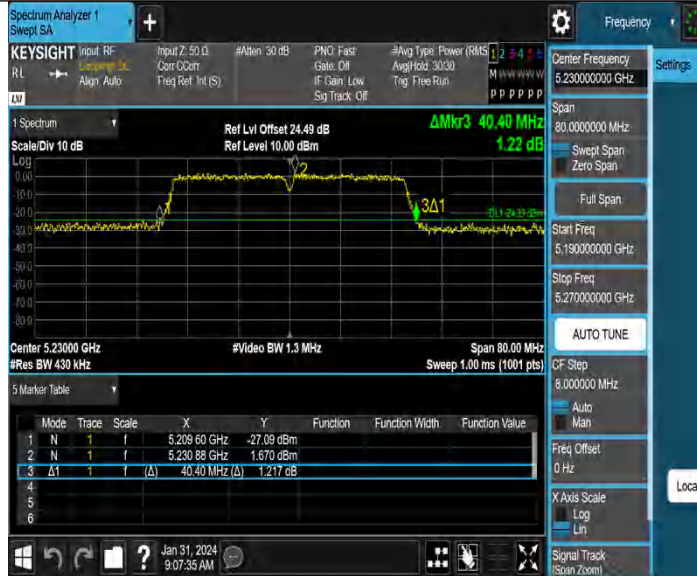 Spectrum Analyzer 1
Swept SA
+
Frequency
KEYSIGHT
RL
Input: RF
Align: Auto
Input Z: 50 Ω
Corr CCorr
Freq Ref: Int (S)
#Atten: 30 dB
PNO: Fast
Gate: Off
IF Gain: Low
Sig Track: Off
#Avg Type: Power (RMS
Avg|Hold: 30/30
Trig: Free Run
1 2 3 4 5 6
M W W W W W
P P P P P P
1 Spectrum
Scale/Div 10 dB
Ref Lvl Offset 24.49 dB
Ref Level 10.00 dBm
ΔMkr3 40.40 MHz
1.22 dB
Log
0.00
-10.0
-20.0
-30.0
-50.0
-60.0
-70.0
-80.0
2
1
3Δ1
Center 5.23000 GHz
#Video BW 1.3 MHz
Span 80.00 MHz
#Res BW 430 kHz
Sweep 1.00 ms (1001 pts)
5 Marker Table
Mode Trace Scale X Y Function Function Width Function Value
1 N 1 f 5.209 60 GHz -27.09 dBm
2 N 1 f 5.230 88 GHz 1.670 dBm
3 Δ1 1 f (Δ) 40.40 MHz (Δ) 1.217 dB
4
5
6
?
Jan 31, 2024
9:07:35 AM
Center Frequency
5.230000000 GHz
Settings
Span
80.0000000 MHz
Swept Span
Zero Span
Full Span
Start Freq
5.190000000 GHz
Stop Freq
5.270000000 GHz
AUTO TUNE
CF Step
8.000000 MHz
Auto
Man
Freq Offset
0 Hz
X Axis Scale
Log
Lin
Signal Track
(Span Zoom)
Loca